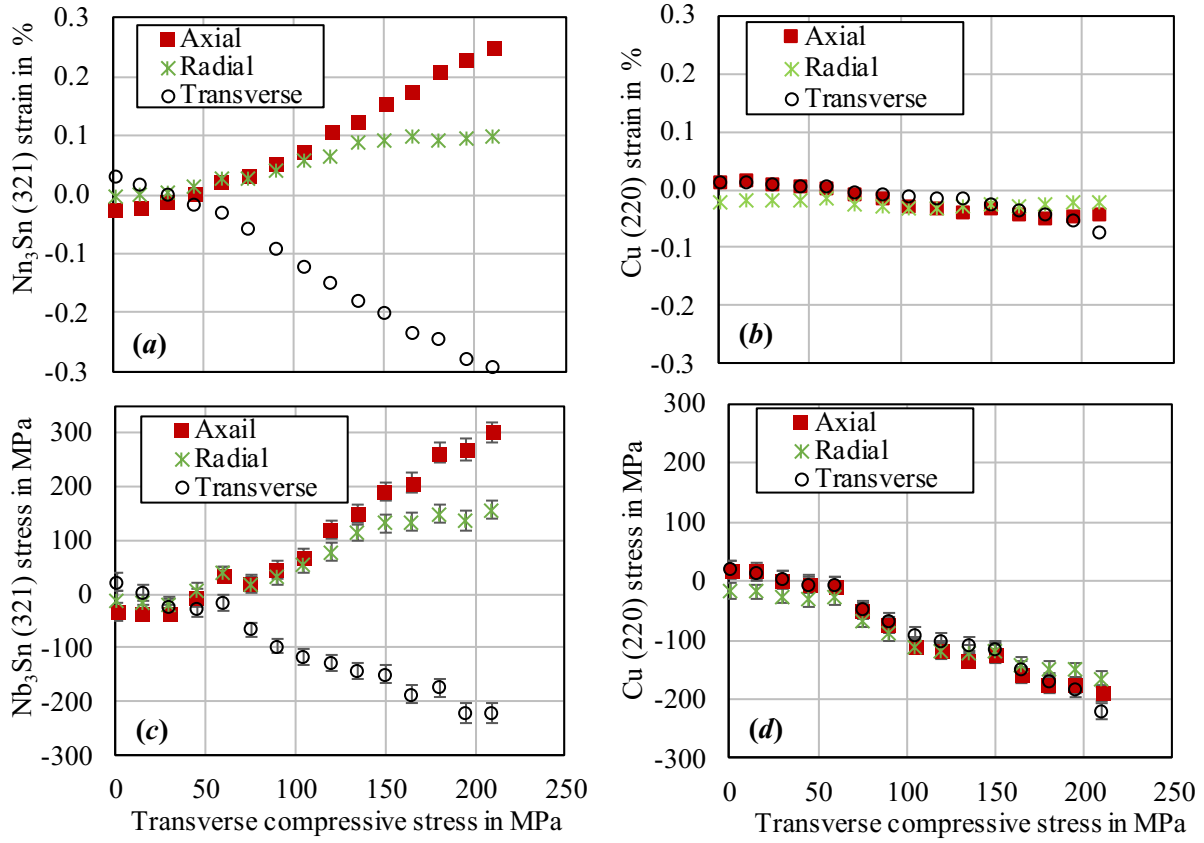 Nn₃Sn (321) strain in %
0.3
0.2
0.1
0.0
-0.1
-0.2
-0.3
Axial
Radial
Transverse
(a)
Cu (220) strain in %
0.3
0.2
0.1
0.0
-0.1
-0.2
-0.3
Axial
Radial
Transverse
(b)
Nb₃Sn (321) stress in MPa
300
200
100
0
-100
-200
-300
Axail
Radial
Transverse
(c)
0 50 100 150 200 250
Transverse compressive stress in MPa
Cu (220) stress in MPa
300
200
100
0
-100
-200
-300
Axial
Radial
Transverse
(d)
0 50 100 150 200 250
Transverse compressive stress in MPa